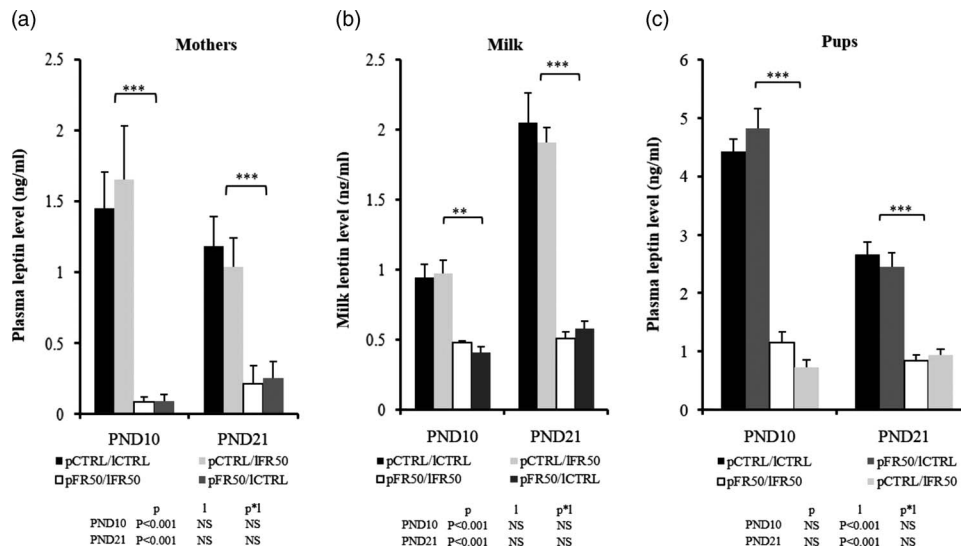 (a)
Mothers
Plasma leptin level (ng/ml)
2.5
2
1.5
1
0.5
0
***
***
PND10 PND21
pCTRL/lCTRL pCTRL/lFR50
pFR50/lFR50 pFR50/lCTRL
p l p*l
PND10 P<0.001 NS NS
PND21 P<0.001 NS NS
(b)
Milk
Milk leptin level (ng/ml)
2.5
2
1.5
1
0.5
0
**
***
PND10 PND21
pCTRL/lCTRL pCTRL/lFR50
pFR50/lFR50 pFR50/lCTRL
p l p*l
PND10 P<0.001 NS NS
PND21 P<0.001 NS NS
(c)
Pups
Plasma leptin level (ng/ml)
6
5
4
3
2
1
0
***
***
PND10 PND21
pCTRL/lCTRL pFR50/lCTRL
pFR50/lFR50 pCTRL/lFR50
p l p*l
PND10 NS P<0.001 NS
PND21 NS P<0.001 NS